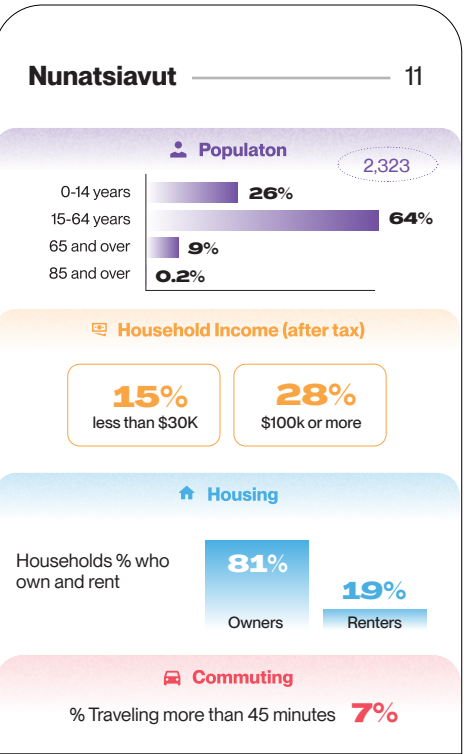 Nunatsiavut 11
Populaton
2,323
0-14 years 26%
15-64 years 64%
65 and over 9%
85 and over 0.2%
Household Income (after tax)
15% 28%
less than $30K $100k or more
Housing
Households % who
own and rent
81%
19%
Owners Renters
Commuting
% Traveling more than 45 minutes 7%